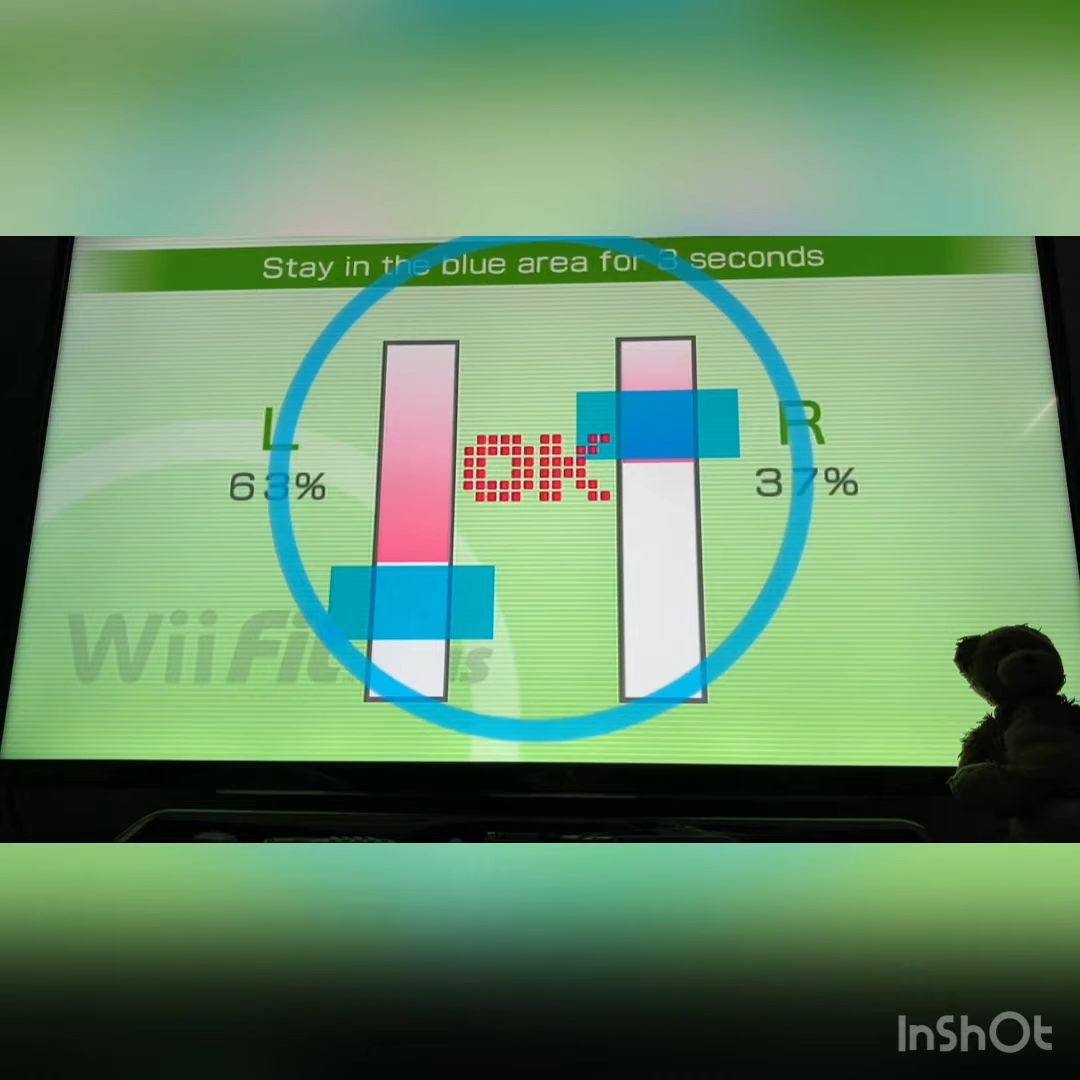 Stay in the blue area for 3 seconds
L
R
63%
37%
OK
Wii Fit
InShOt